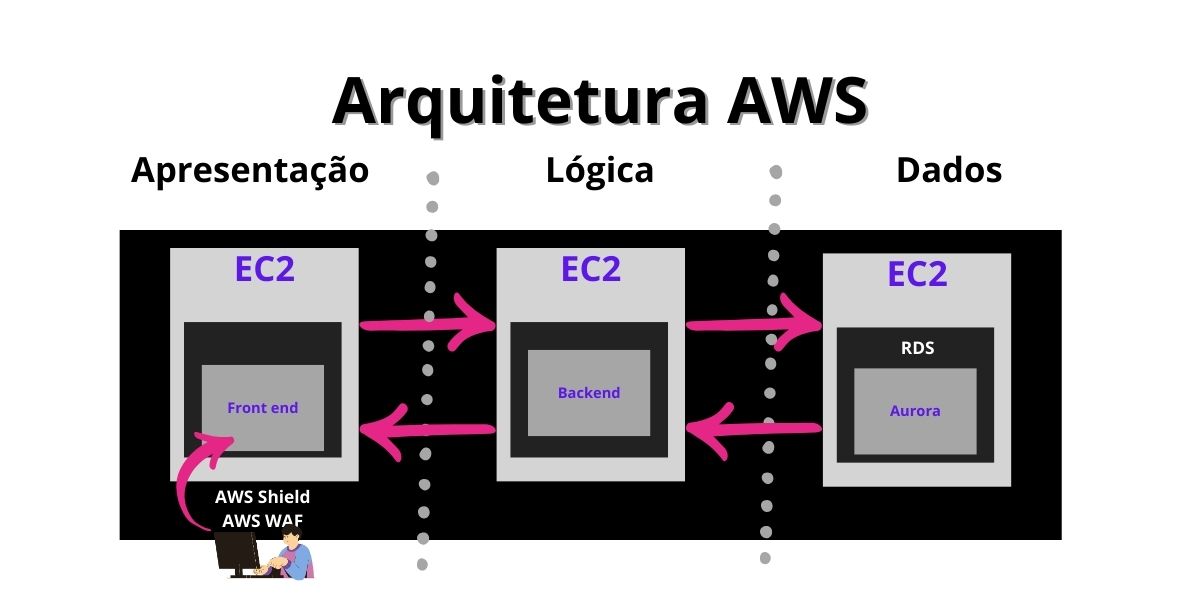 Arquitetura AWS
Apresentação
Lógica
Dados
EC2
EC2
EC2
RDS
Front end
Backend
Aurora
AWS Shield
AWS WAF